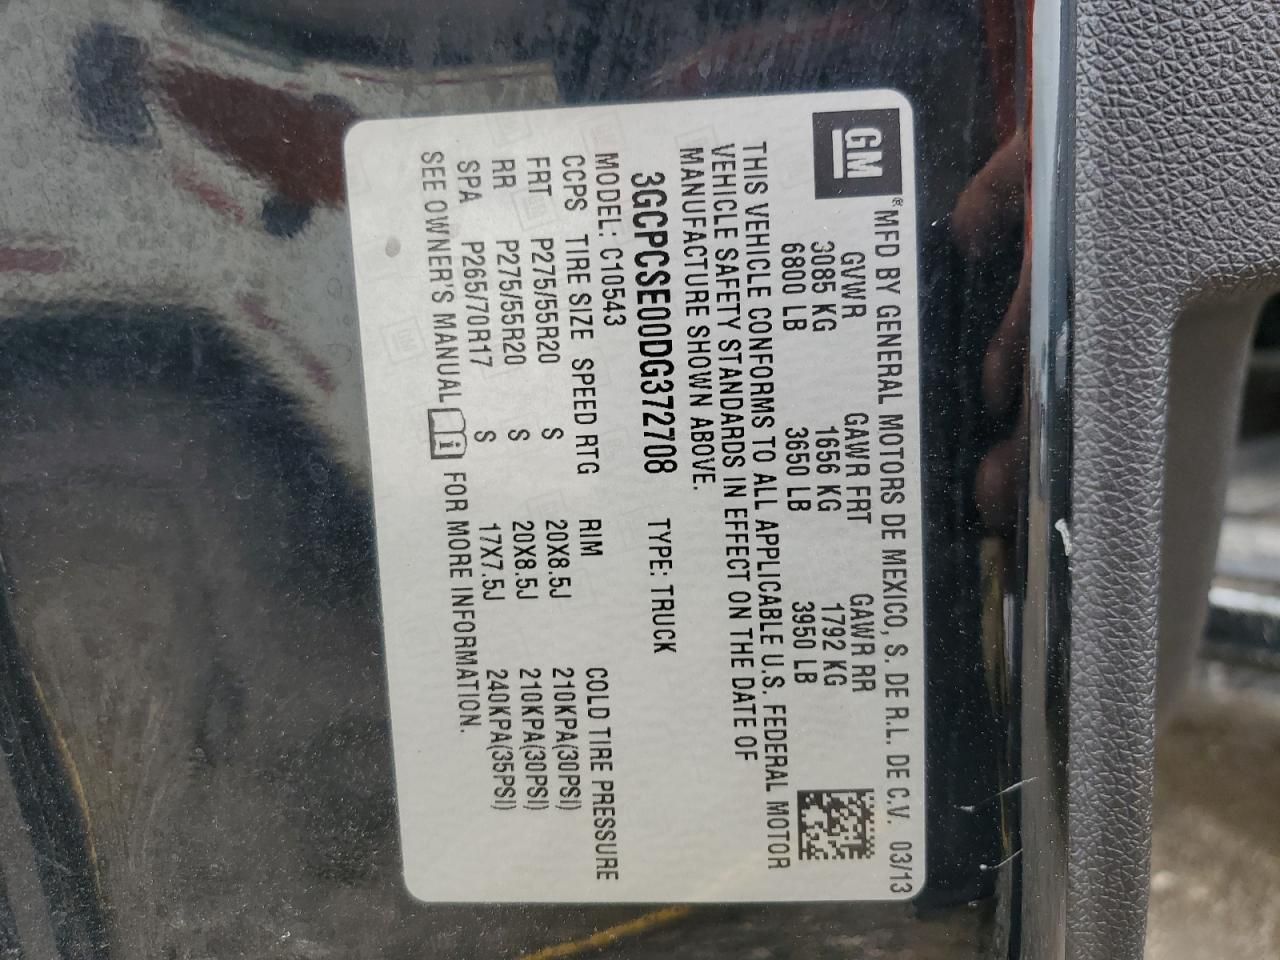 GM
® MFD BY GENERAL MOTORS DE MEXICO, S. DE R.L. DE C.V. 03/13
GVWR GAWR FRT GAWR RR
3085 KG 1656 KG 1792 KG
6800 LB 3650 LB 3950 LB
THIS VEHICLE CONFORMS TO ALL APPLICABLE U.S. FEDERAL MOTOR
VEHICLE SAFETY STANDARDS IN EFFECT ON THE DATE OF
MANUFACTURE SHOWN ABOVE.
3GCPCSE00DG372708 TYPE: TRUCK
MODEL: C10543
CCPS TIRE SIZE SPEED RTG RIM COLD TIRE PRESSURE
FRT P275/55R20 S 20X8.5J 210KPA(30PSI)
RR P275/55R20 S 20X8.5J 210KPA(30PSI)
SPA P265/70R17 S 17X7.5J 240KPA(35PSI)
SEE OWNER'S MANUAL i FOR MORE INFORMATION.